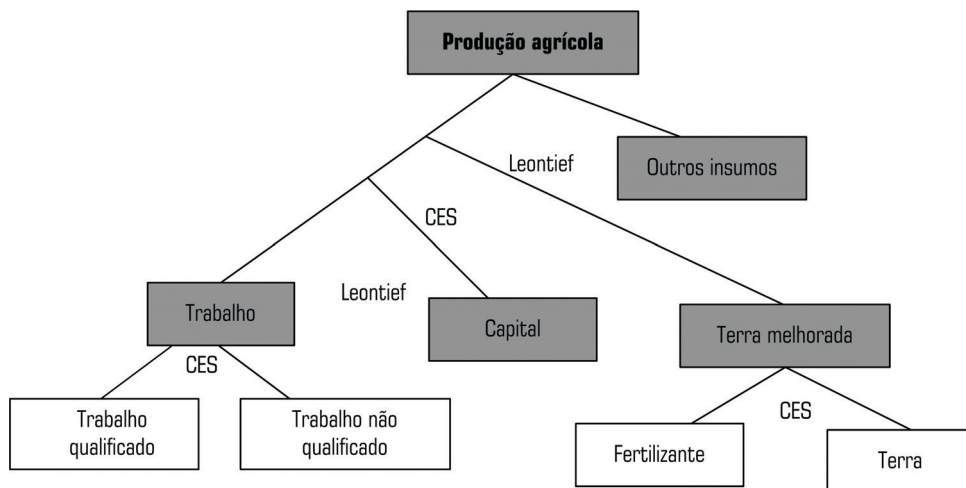 Produção agrícola
Leontief
Outros insumos
CES
Leontief
Trabalho
Capital
Terra melhorada
CES
Trabalho
qualificado
Trabalho não
qualificado
CES
Fertilizante
Terra